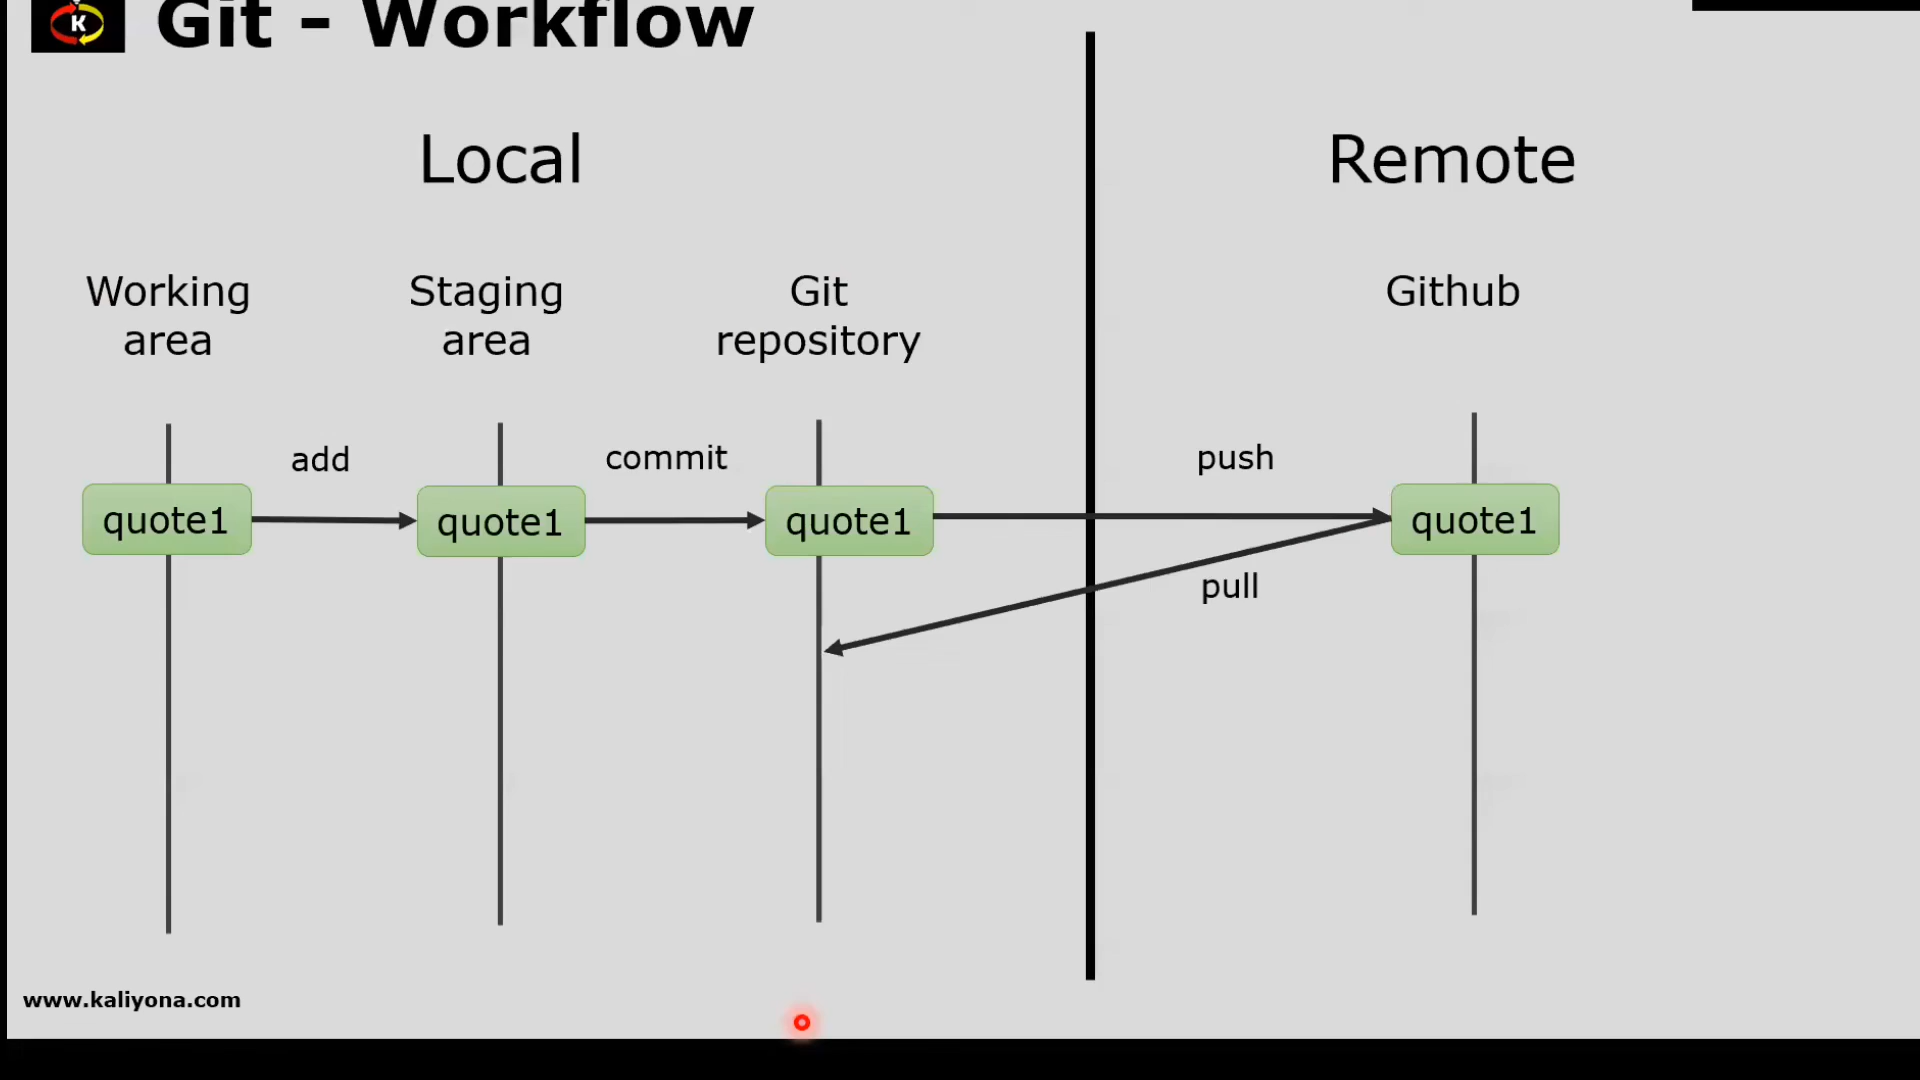 K
Git - Workflow
Local
Remote
Working
area
Staging
area
Git
repository
Github
add
commit
push
quote1
quote1
quote1
quote1
pull
www.kaliyona.com